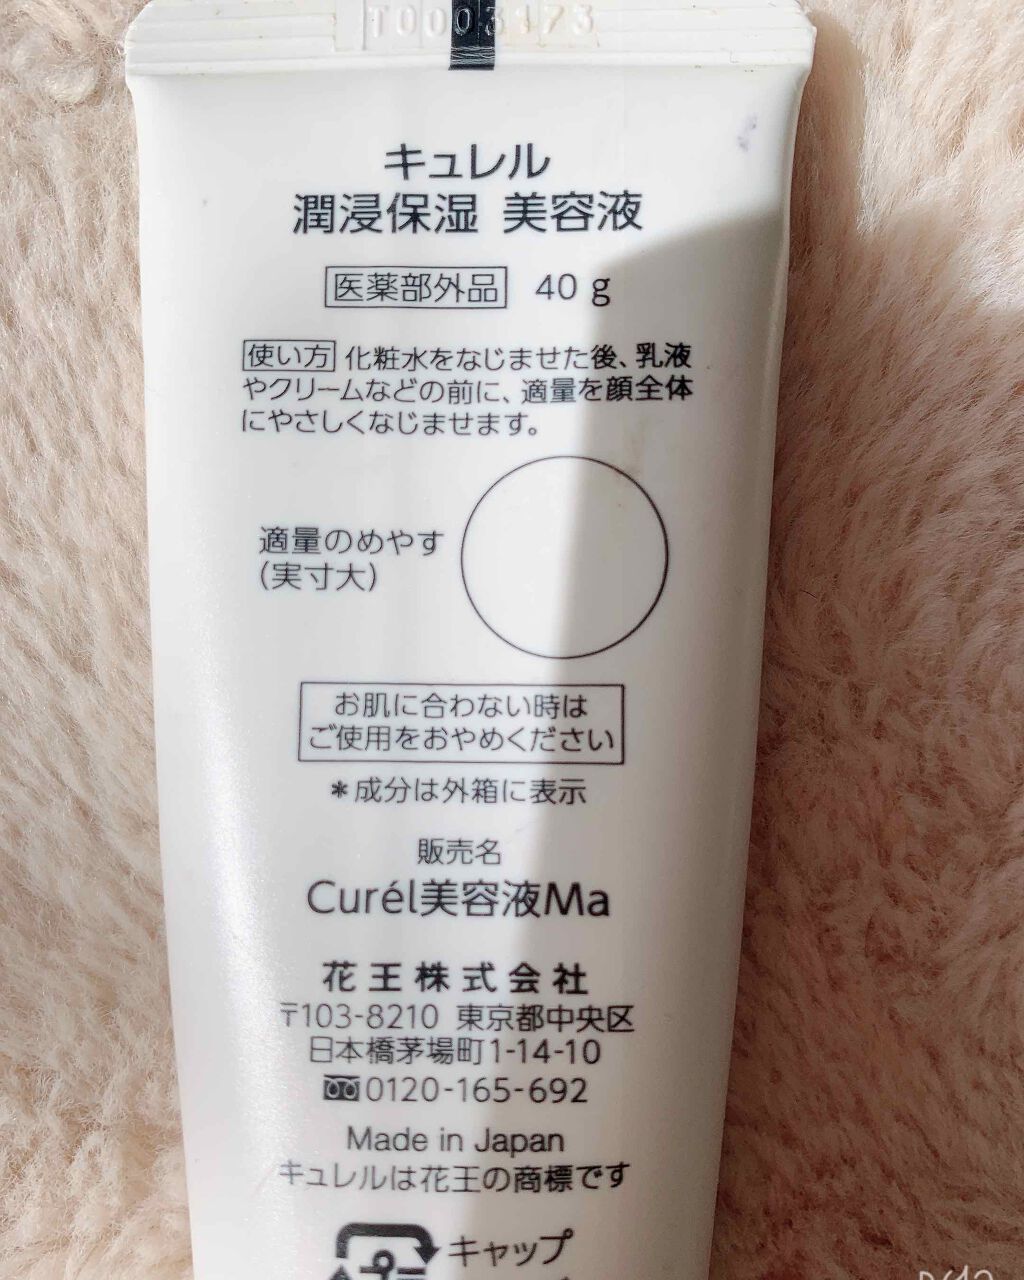 キュレル
潤浸保湿 美容液
医薬部外品 40 g
使い方 化粧水をなじませた後、乳液
やクリームなどの前に、適量を顔全体
にやさしくなじませます。
適量のめやす
(実寸大)
お肌に合わない時は
ご使用をおやめください
*成分は外箱に表示
販売名
Curél美容液Ma
花王株式会社
〒103-8210 東京都中央区
日本橋茅場町1-14-10
0120-165-692
Made in Japan
キュレルは花王の商標です
プ キャップ